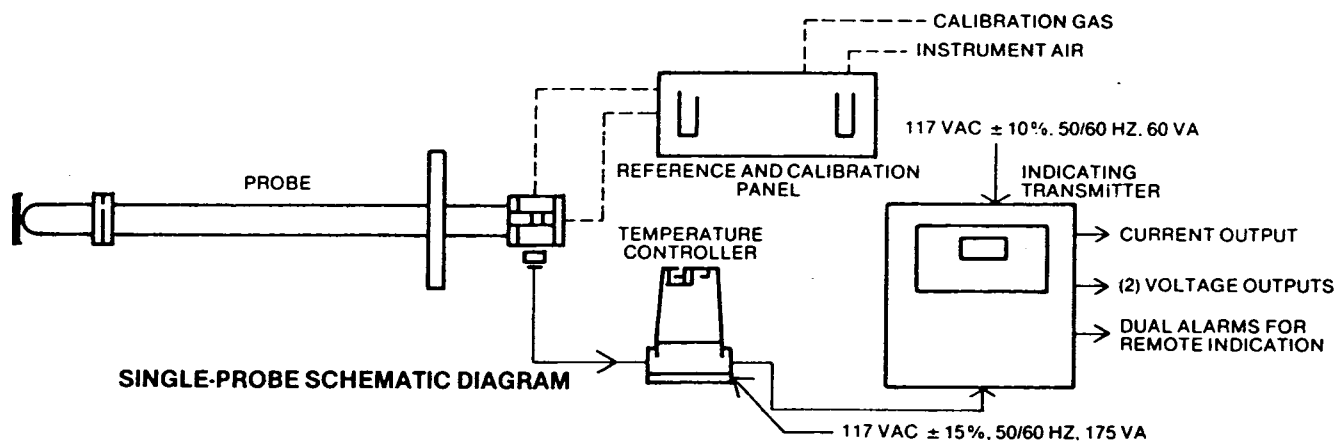 CALIBRATION GAS
INSTRUMENT AIR
117 VAC ± 10%. 50/60 HZ. 60 VA
PROBE
REFERENCE AND CALIBRATION
PANEL
INDICATING
TRANSMITTER
TEMPERATURE
CONTROLLER
CURRENT OUTPUT
(2) VOLTAGE OUTPUTS
DUAL ALARMS FOR
REMOTE INDICATION
SINGLE-PROBE SCHEMATIC DIAGRAM
117 VAC ± 15%, 50/60 HZ, 175 VA